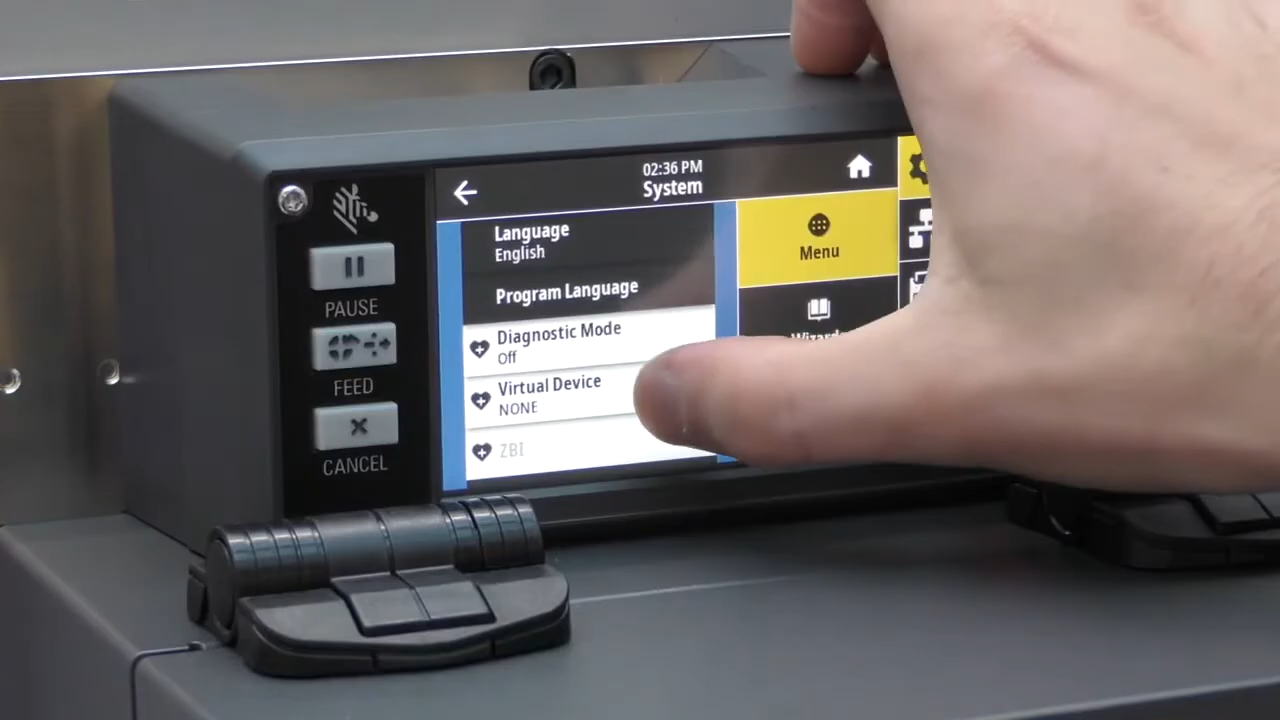 02:36 PM
System
Language
English
Program Language
Diagnostic Mode
Off
Virtual Device
NONE
ZBI
Menu
PAUSE
FEED
CANCEL